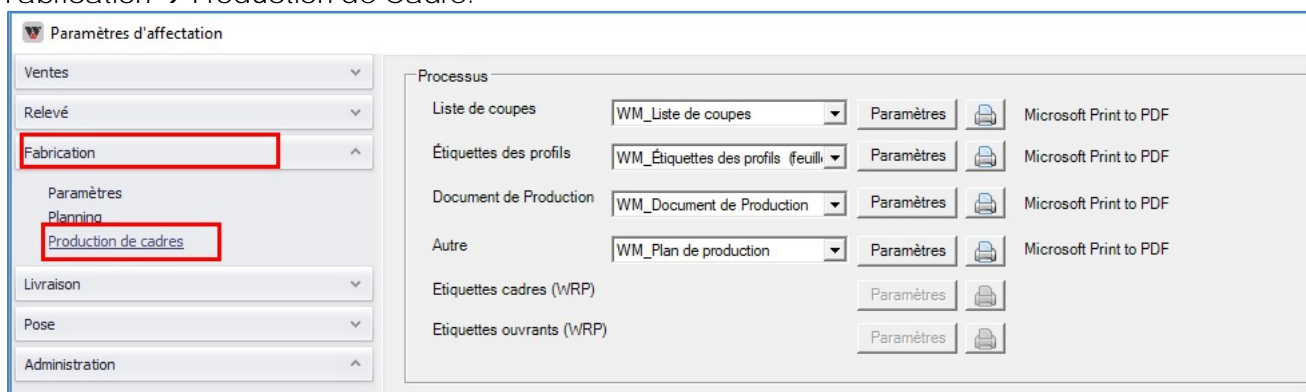 Fabrication → Production de Cadre.
Paramètres d'affectation
Ventes
Relevé
Fabrication
Paramètres
Planning
Production de cadres
Livraison
Pose
Administration
Processus
Liste de coupes WM_Liste de coupes Paramètres Microsoft Print to PDF
Étiquettes des profils WM_Étiquettes des profils (feuill Paramètres Microsoft Print to PDF
Document de Production WM_Document de Production Paramètres Microsoft Print to PDF
Autre WM_Plan de production Paramètres Microsoft Print to PDF
Etiquettes cadres (WRP) Paramètres
Etiquettes ouvrants (WRP) Paramètres